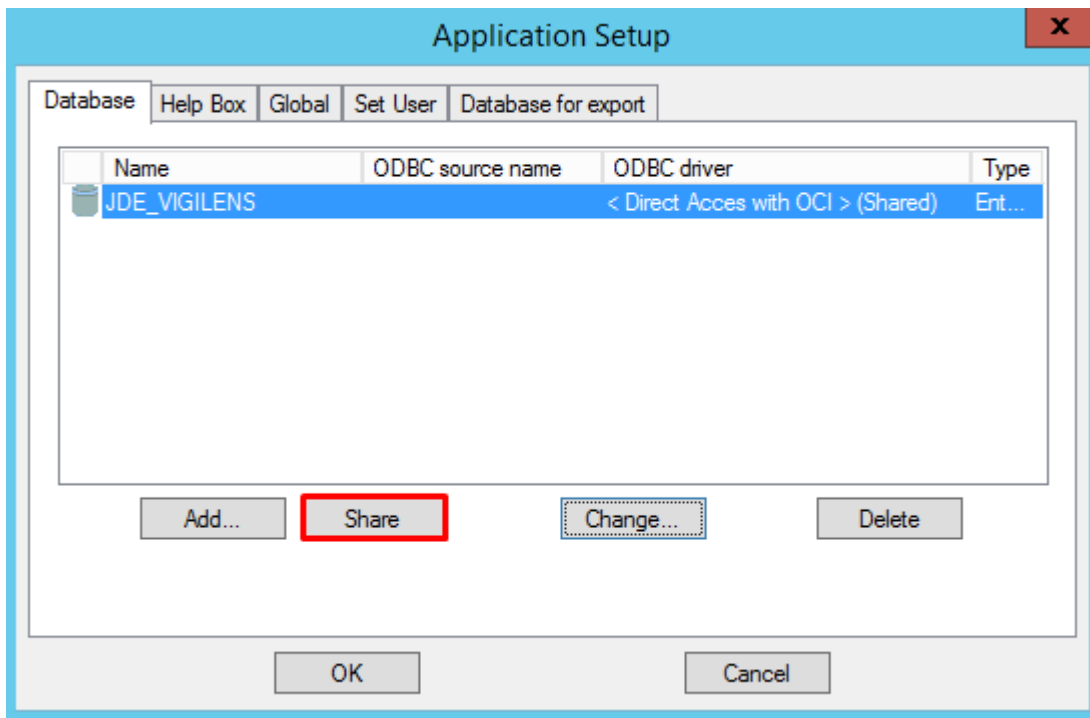 Application Setup
x
Database Help Box Global Set User Database for export
Name ODBC source name ODBC driver Type
JDE_VIGILENS < Direct Acces with OCI > (Shared) Ent...
Add... Share Change... Delete
OK Cancel